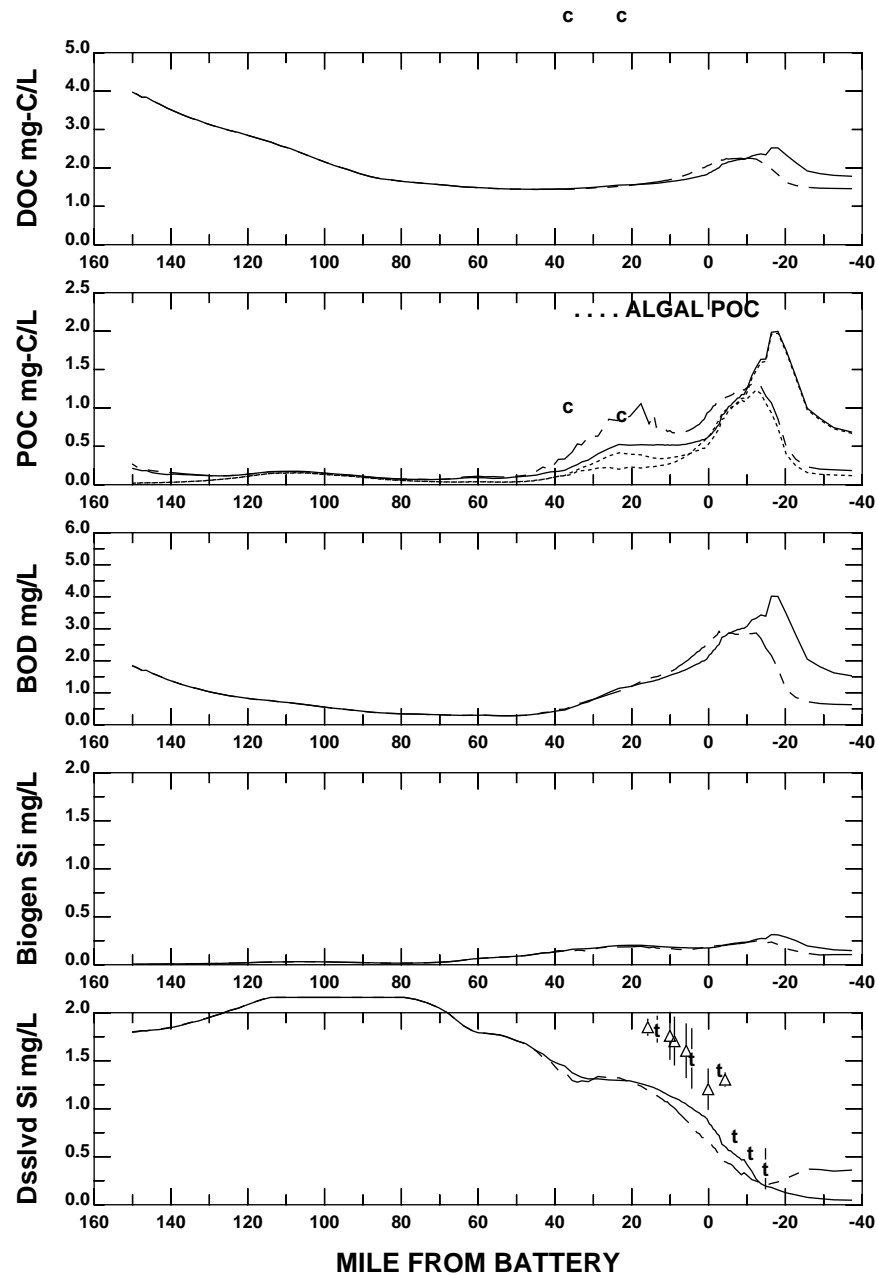 c c
5.0
4.0
3.0
2.0
1.0
0.0
DOC mg-C/L
160 140 120 100 80 60 40 20 0 -20 -40
2.5
2.0
1.5
1.0
0.5
0.0
POC mg-C/L
. . . . ALGAL POC
c c
160 140 120 100 80 60 40 20 0 -20 -40
6.0
5.0
4.0
3.0
2.0
1.0
0.0
BOD mg/L
160 140 120 100 80 60 40 20 0 -20 -40
2.0
1.5
1.0
0.5
0.0
Biogen Si mg/L
160 140 120 100 80 60 40 20 0 -20 -40
2.0
1.5
1.0
0.5
0.0
Dsslvd Si mg/L
t t t t t t
160 140 120 100 80 60 40 20 0 -20 -40
MILE FROM BATTERY